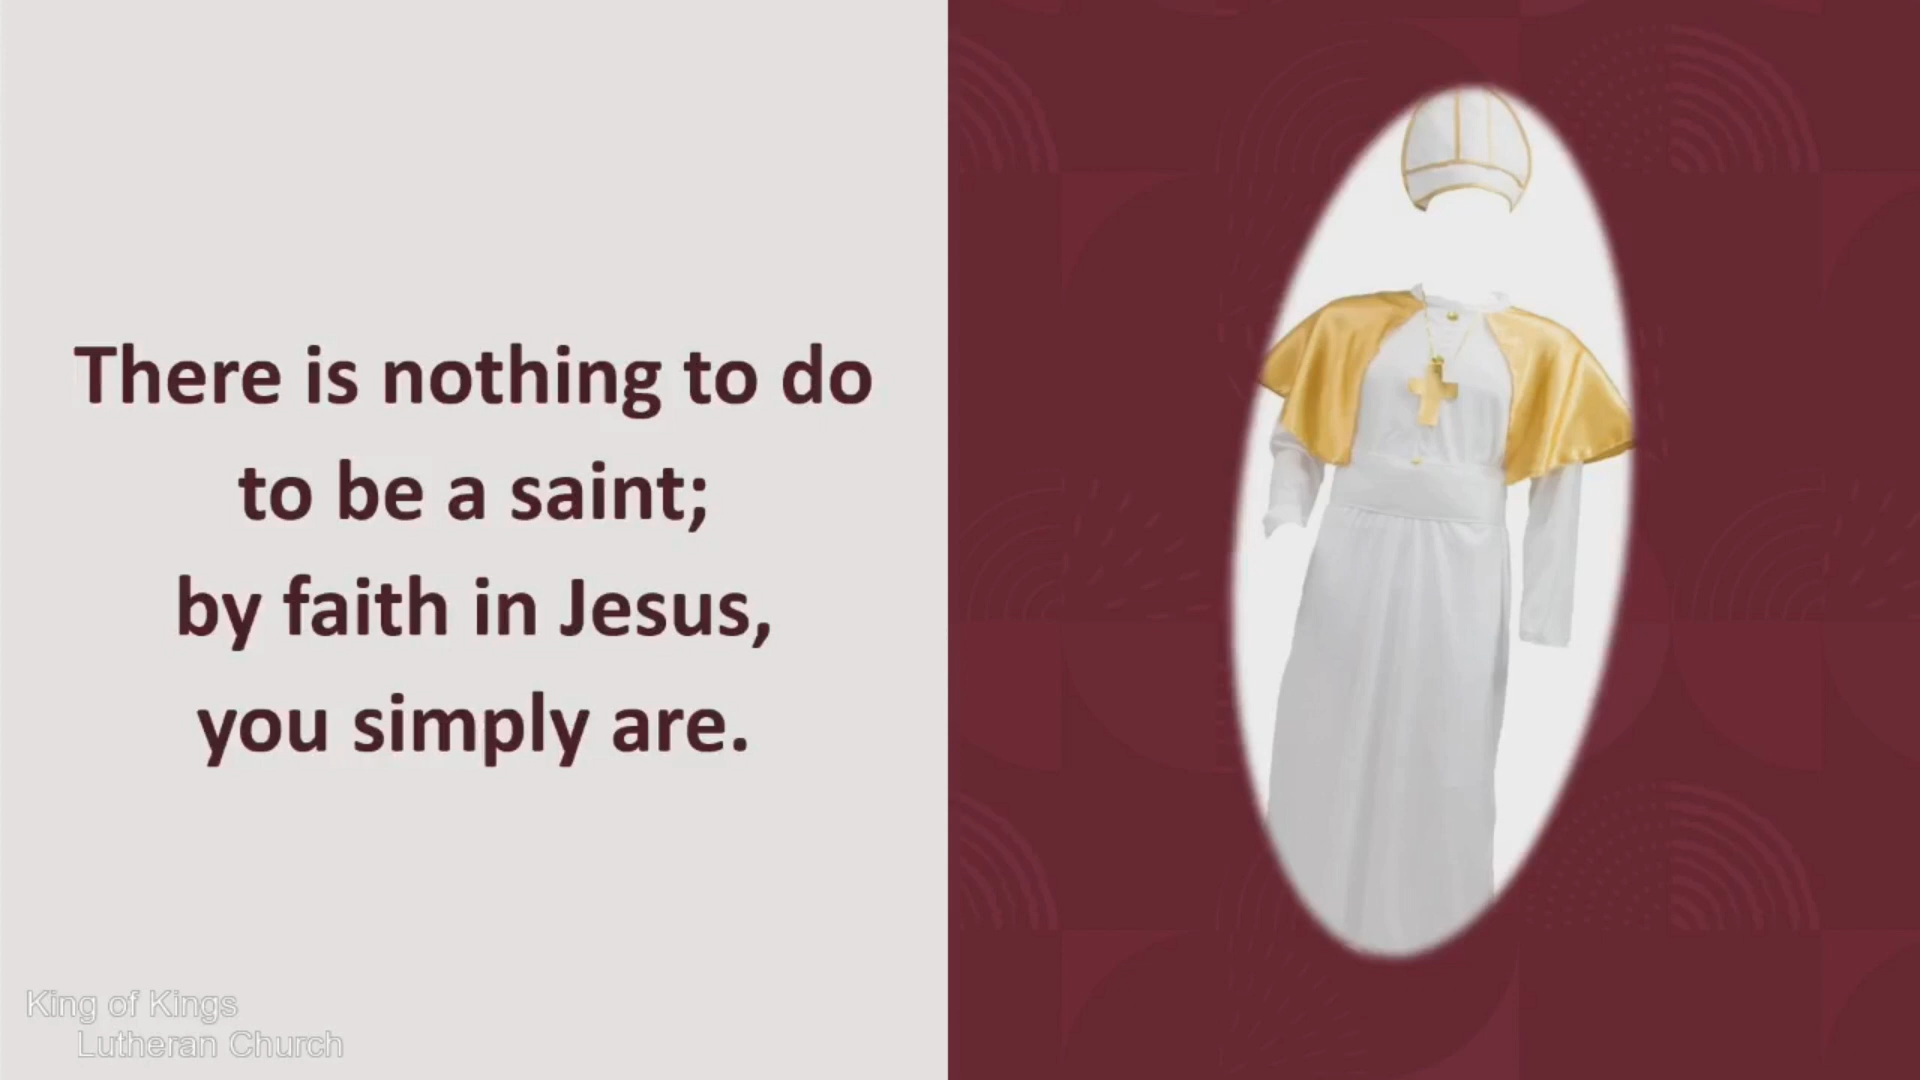 There is nothing to do
to be a saint;
by faith in Jesus,
you simply are.
King of Kings
Lutheran Church